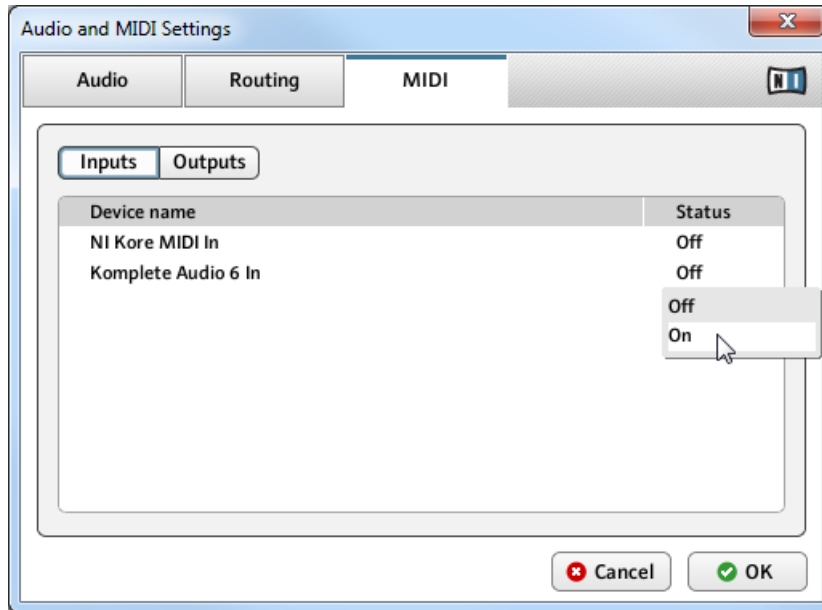 Audio and MIDI Settings
Audio Routing MIDI NI
Inputs Outputs
Device name Status
NI Kore MIDI In Off
Komplete Audio 6 In Off
Off
On
Cancel OK